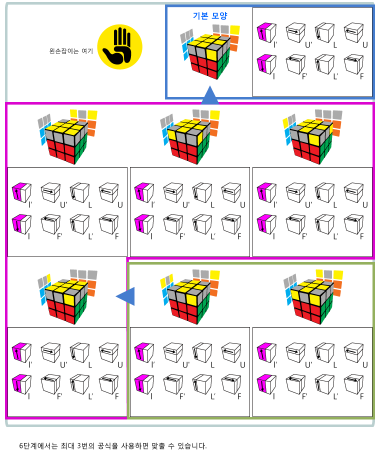 기본 모양
왼손잡이는 여기
l' U' L U
l F' L' F
l' U' L U l' U' L U l' U' L U
l F' L' F l F' L' F l F' L' F
l' U' L U l' U' L U l' U' L U
l F' L' F l F' L' F l F' L' F
6단계에서는 최대 3번의 공식을 사용하면 맞출 수 있습니다.